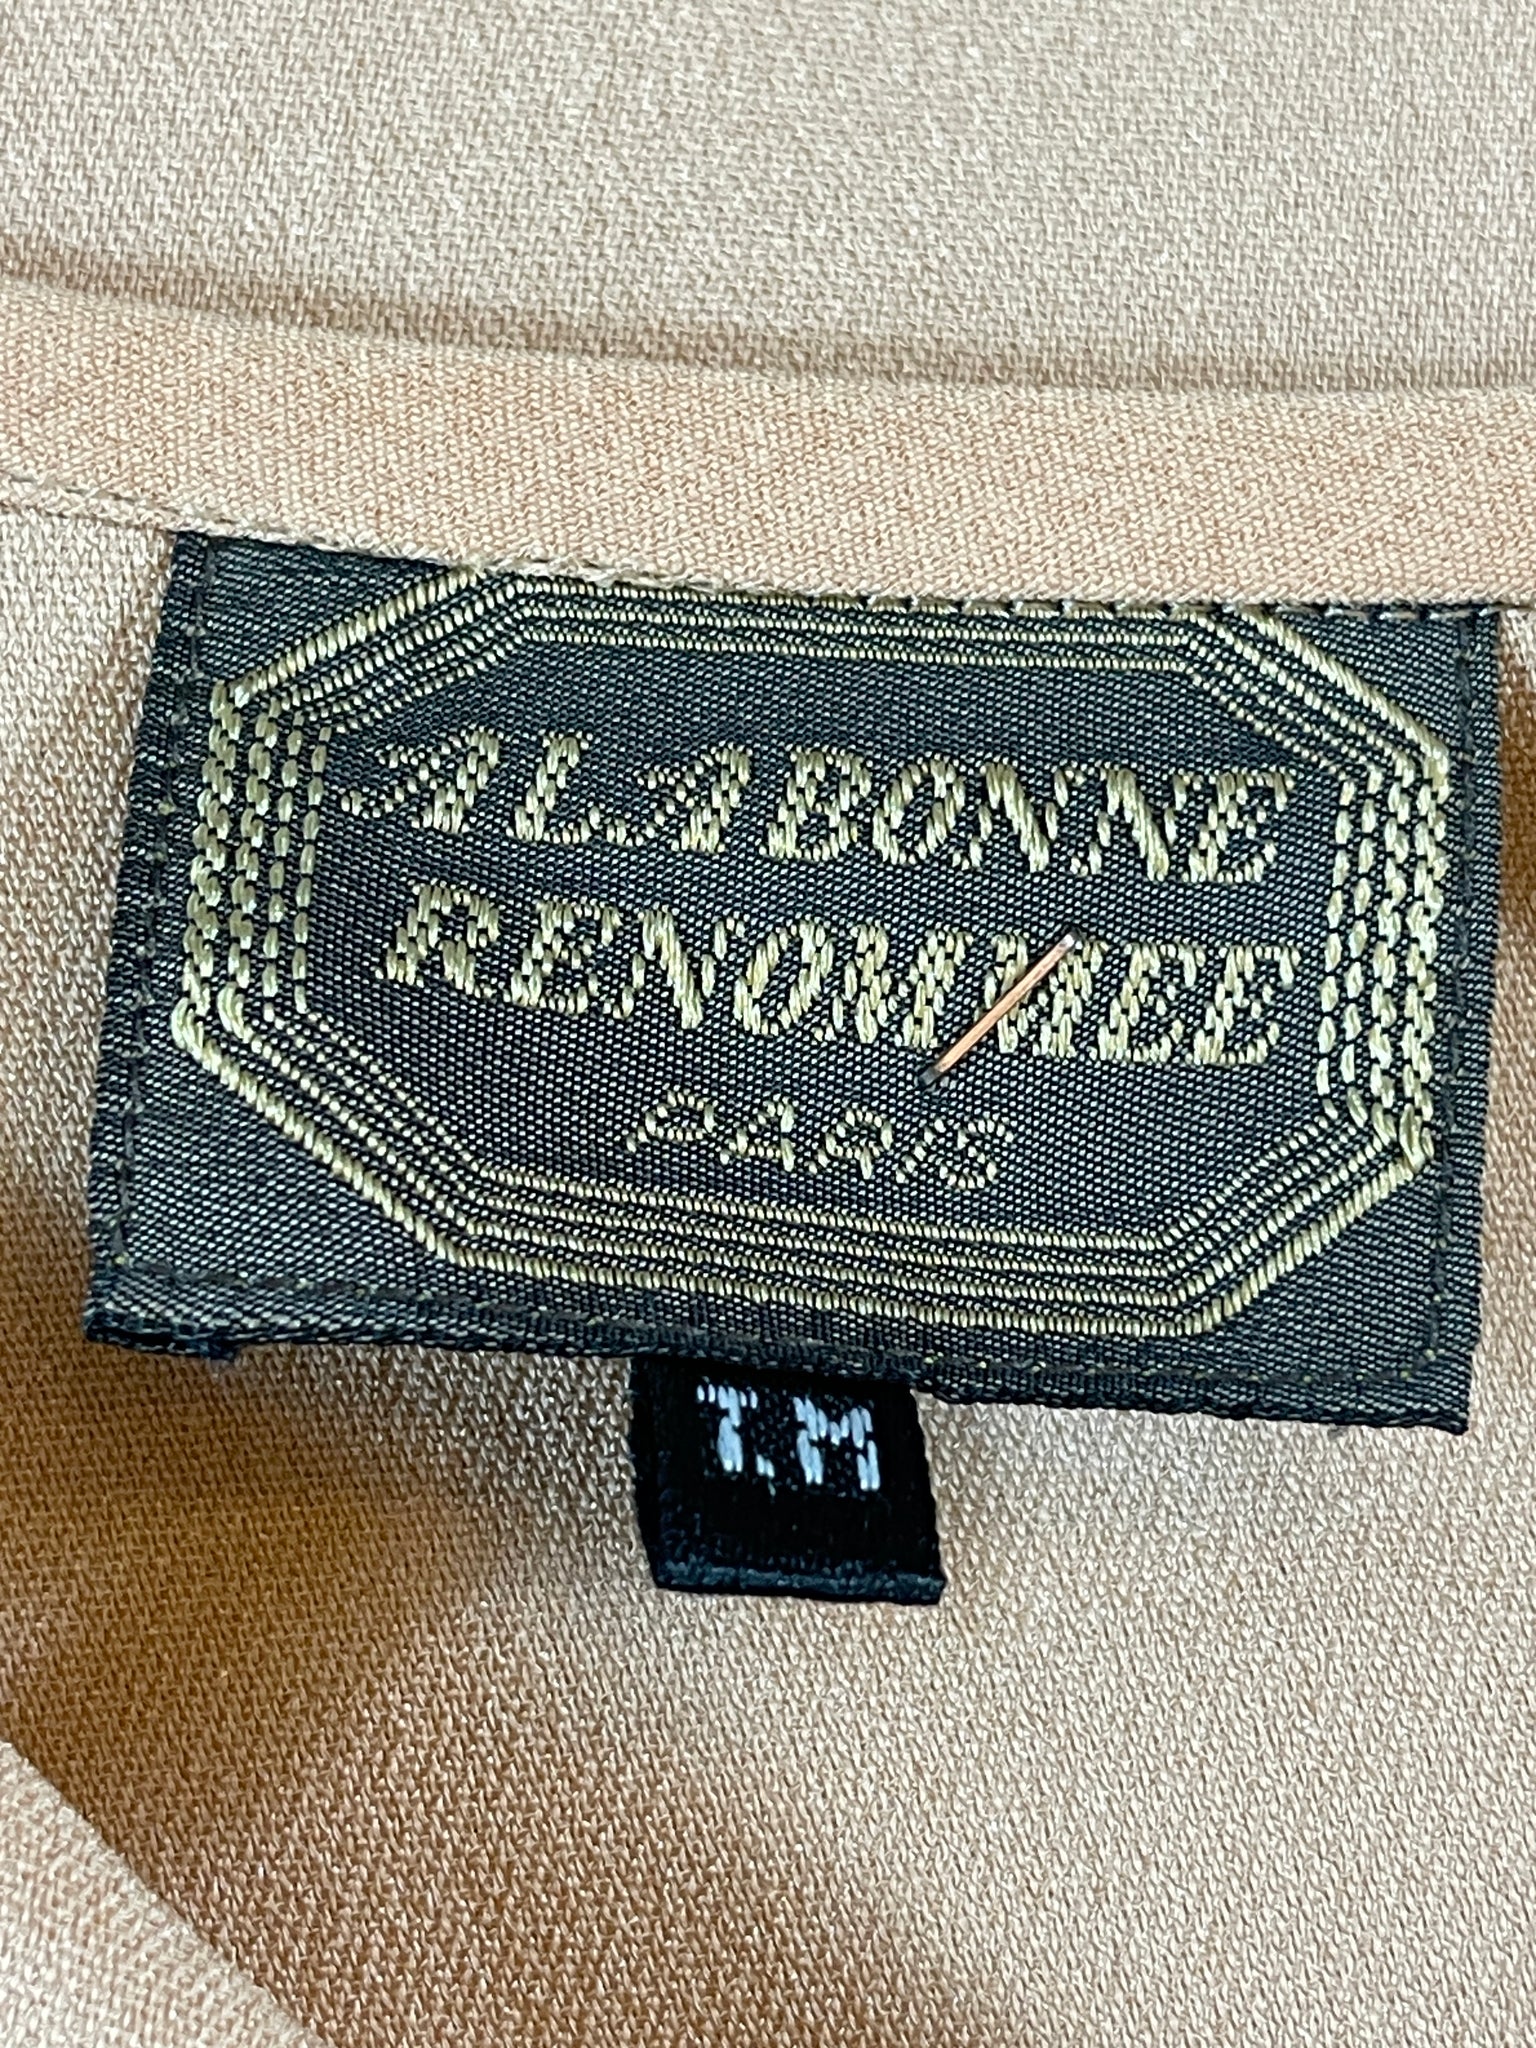 A LA BONNE
RENOMMEE
PARIS
T.M